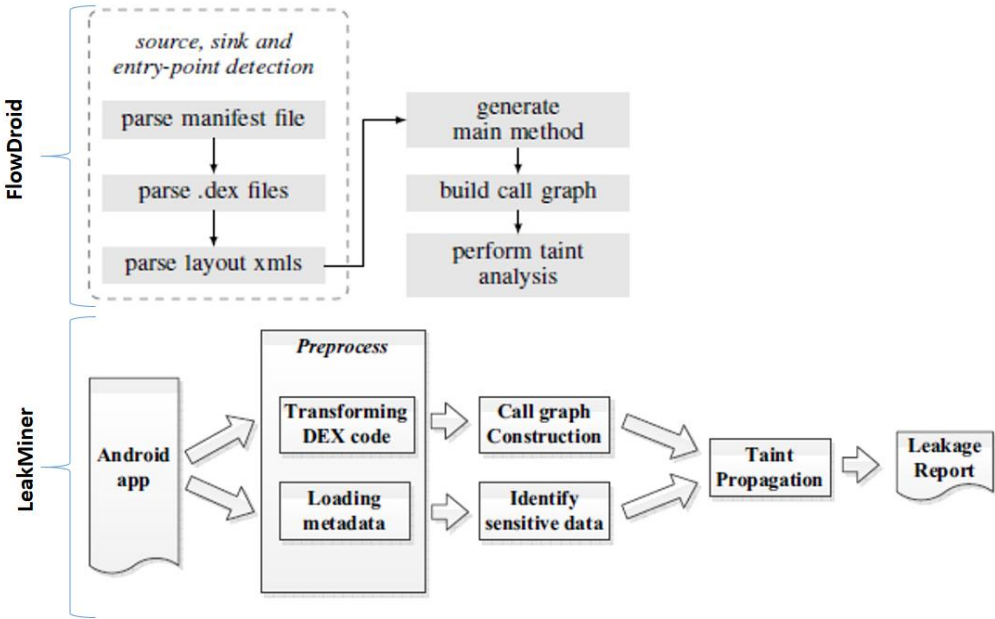 FlowDroid
source, sink and
entry-point detection
parse manifest file
parse .dex files
parse layout xmls
generate
main method
build call graph
perform taint
analysis
LeakMiner
Android
app
Preprocess
Transforming
DEX code
Loading
metadata
Call graph
Construction
Identify
sensitive data
Taint
Propagation
Leakage
Report